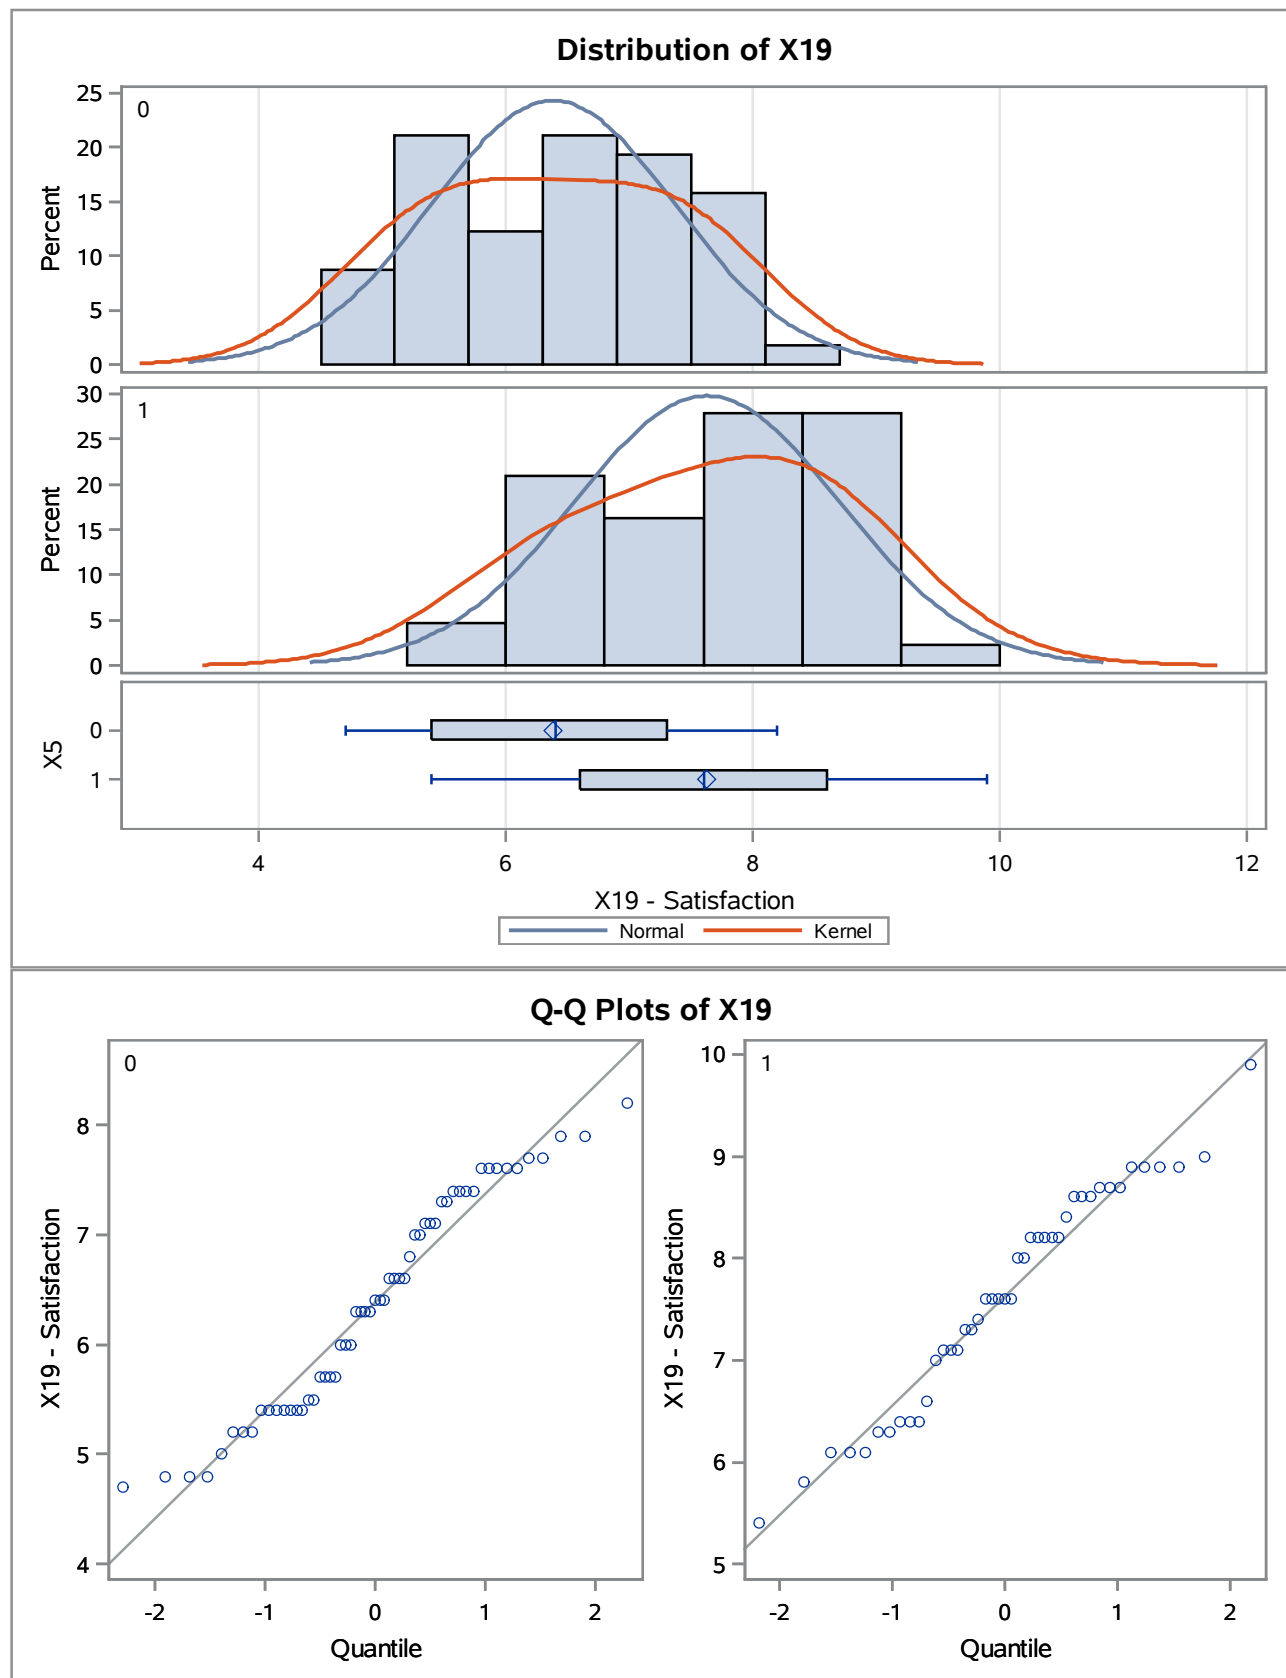 Distribution of X19
0
25
20
15
10
5
0
Percent
1
30
25
20
15
10
5
0
Percent
X5
0
1
4 6 8 10 12
X19 - Satisfaction
Normal Kernel
Q-Q Plots of X19
0
8
7
6
5
4
X19 - Satisfaction
-2 -1 0 1 2
Quantile
1
10
9
8
7
6
5
X19 - Satisfaction
-2 -1 0 1 2
Quantile